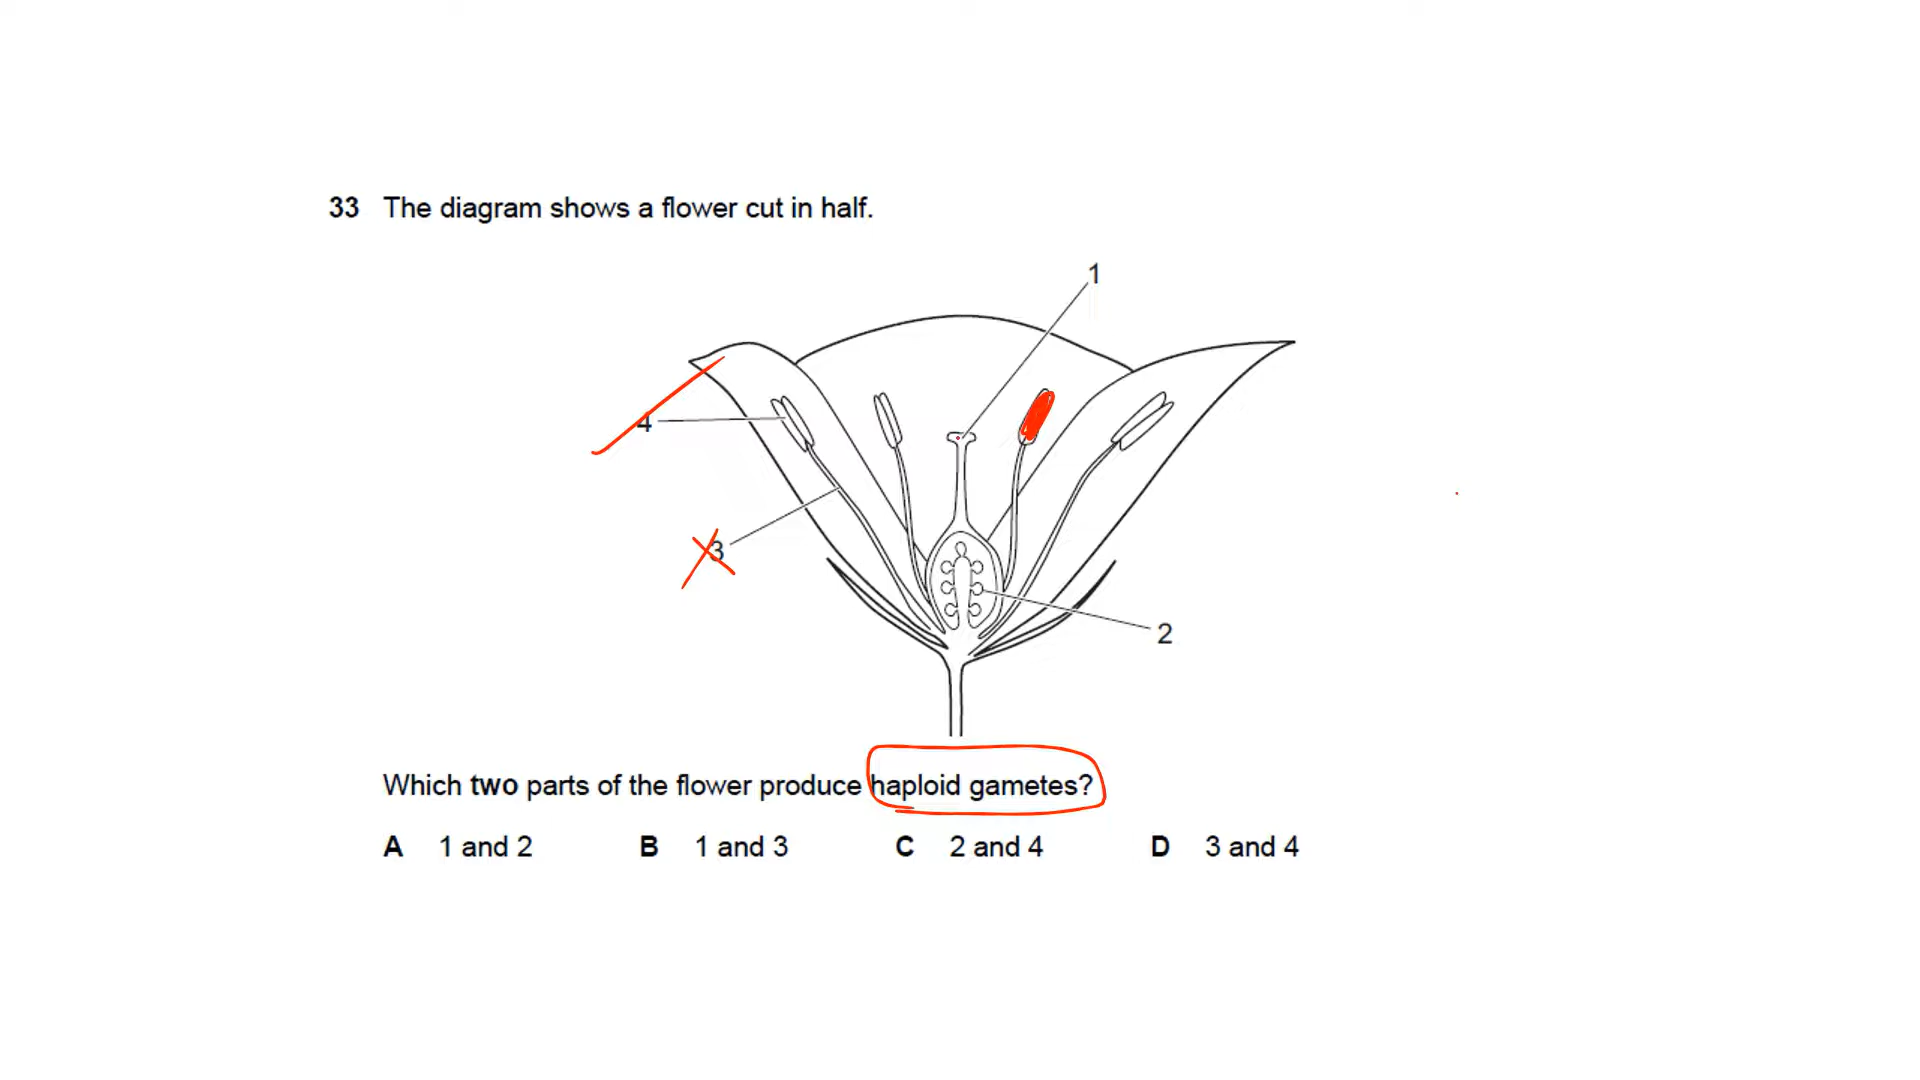 33 The diagram shows a flower cut in half.
1
4
3
2
Which two parts of the flower produce haploid gametes?
A 1 and 2 B 1 and 3 C 2 and 4 D 3 and 4